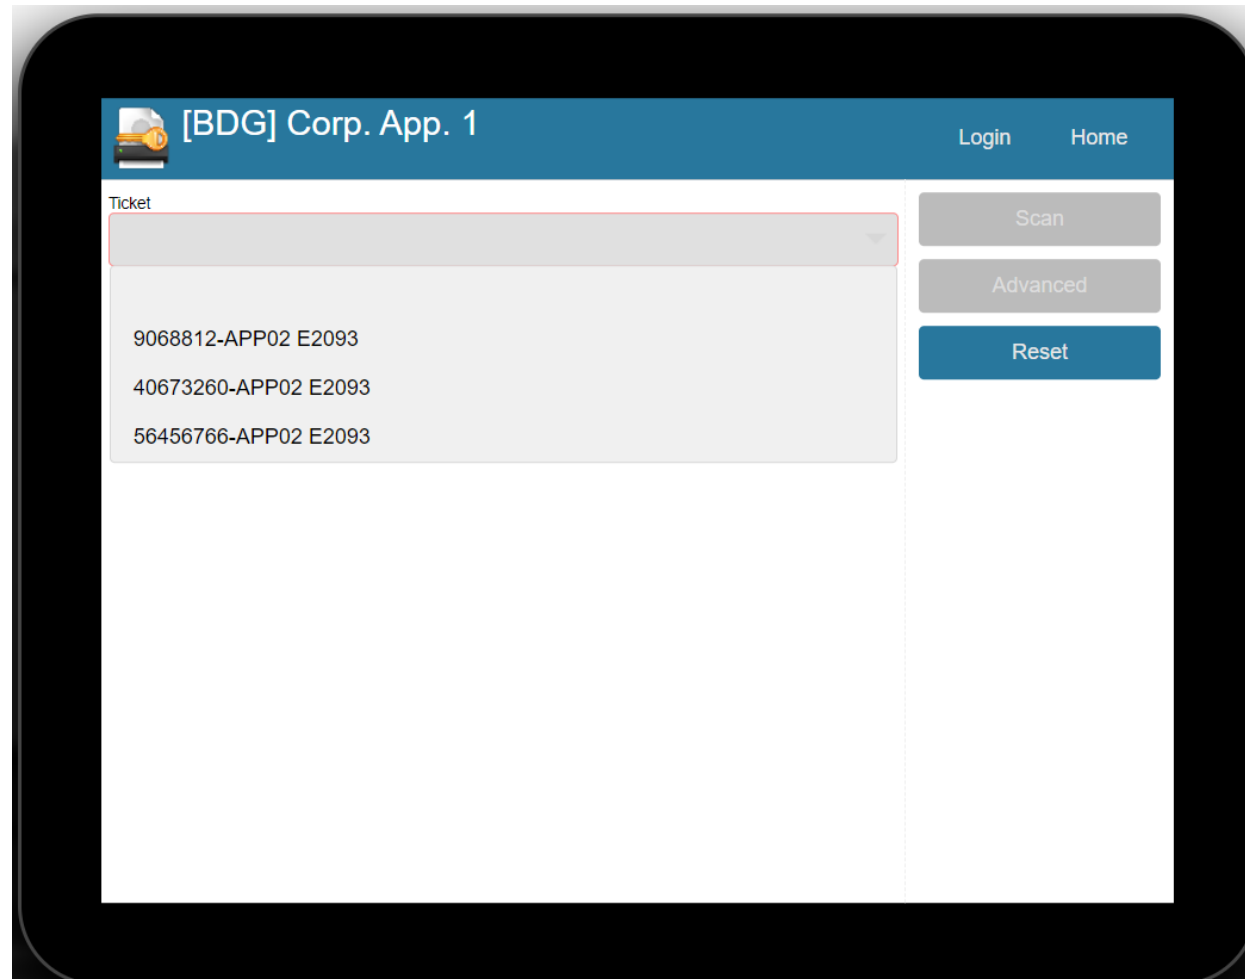 [BDG] Corp. App. 1
Login
Home
Ticket
9068812-APP02 E2093
40673260-APP02 E2093
56456766-APP02 E2093
Scan
Advanced
Reset